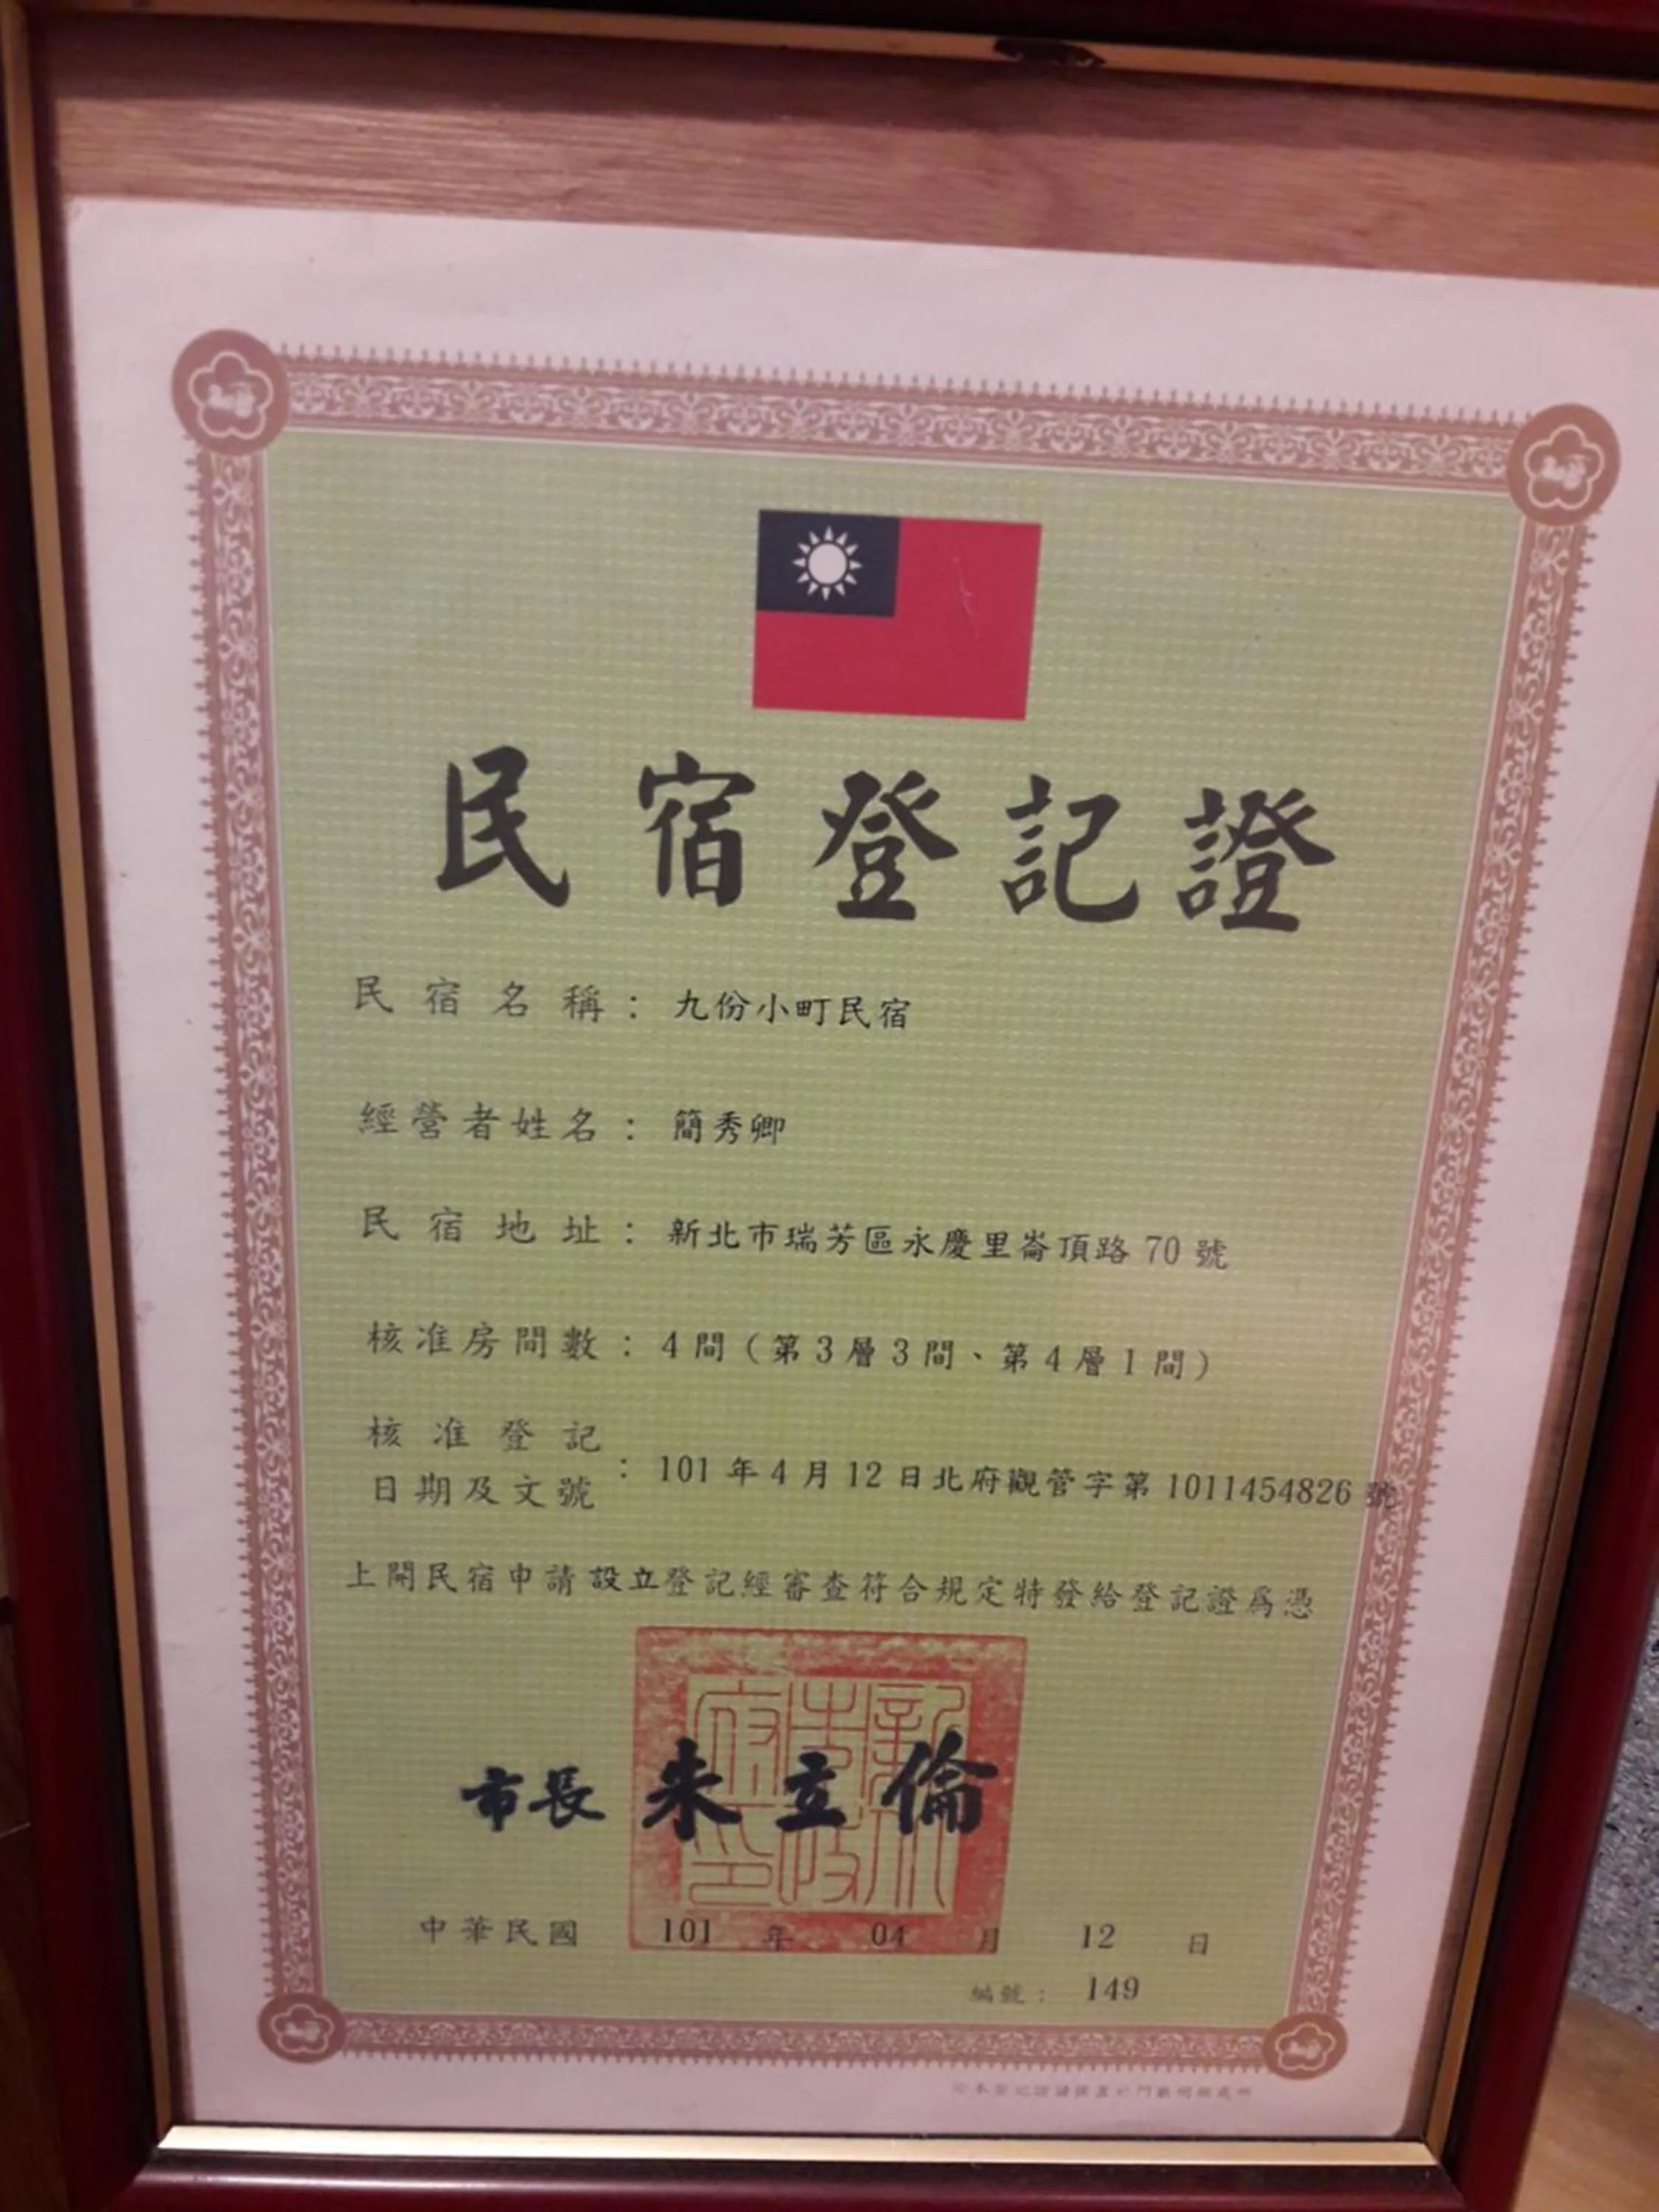 民宿登記證
民宿名稱：九份小町民宿
經營者姓名：簡秀卿
民宿地址：新北市瑞芳區永慶里崙頂路70號
核准房間數：4間（第3層3間、第4層1間）
核准登記
日期及文號：101年4月12日北府觀管字第1011454826號
上開民宿申請設立登記經審查符合規定特發給登記證為憑
新北市政府印
市長 朱立倫
中華民國 101 年 04 月 12 日
編號：149